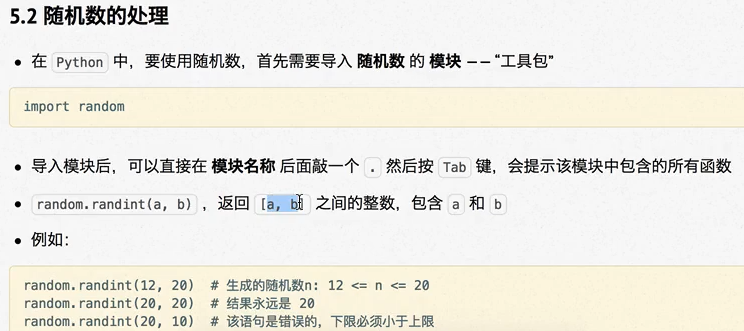 5.2 随机数的处理
在 Python 中，要使用随机数，首先需要导入 随机数 的 模块 —— “工具包”
import random
导入模块后，可以直接在 模块名称 后面敲一个 . 然后按 Tab 键，会提示该模块中包含的所有函数
random.randint(a, b) ，返回 [a, b] 之间的整数，包含 a 和 b
例如：
random.randint(12, 20)  # 生成的随机数n: 12 <= n <= 20
random.randint(20, 20)  # 结果永远是 20
random.randint(20, 10)  # 该语句是错误的，下限必须小于上限